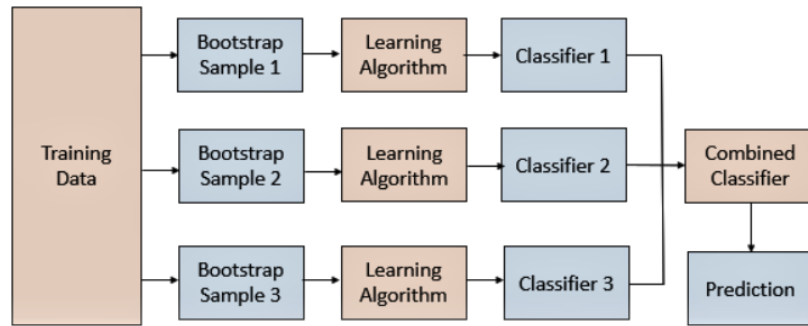 Training
Data
Bootstrap
Sample 1
Learning
Algorithm
Classifier 1
Bootstrap
Sample 2
Learning
Algorithm
Classifier 2
Bootstrap
Sample 3
Learning
Algorithm
Classifier 3
Combined
Classifier
Prediction